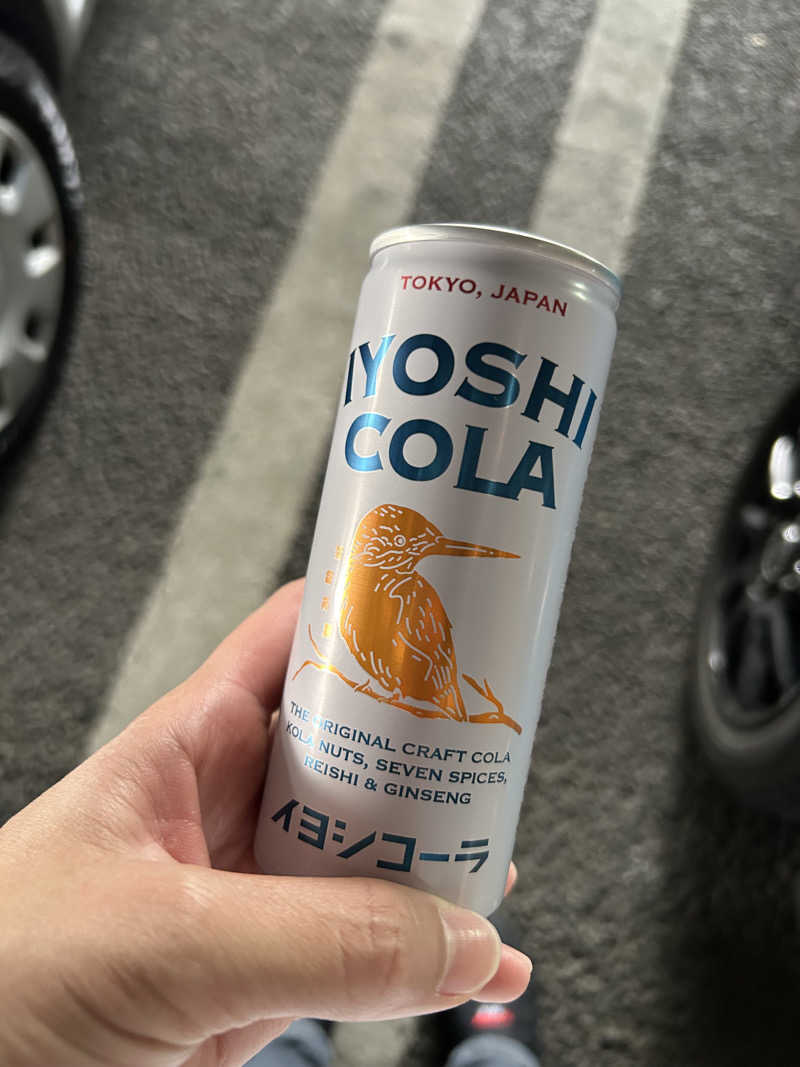 TOKYO, JAPAN
IYOSHI
COLA
THE ORIGINAL CRAFT COLA
KOLA NUTS, SEVEN SPICES,
REISHI & GINSENG
イヨシコーラ